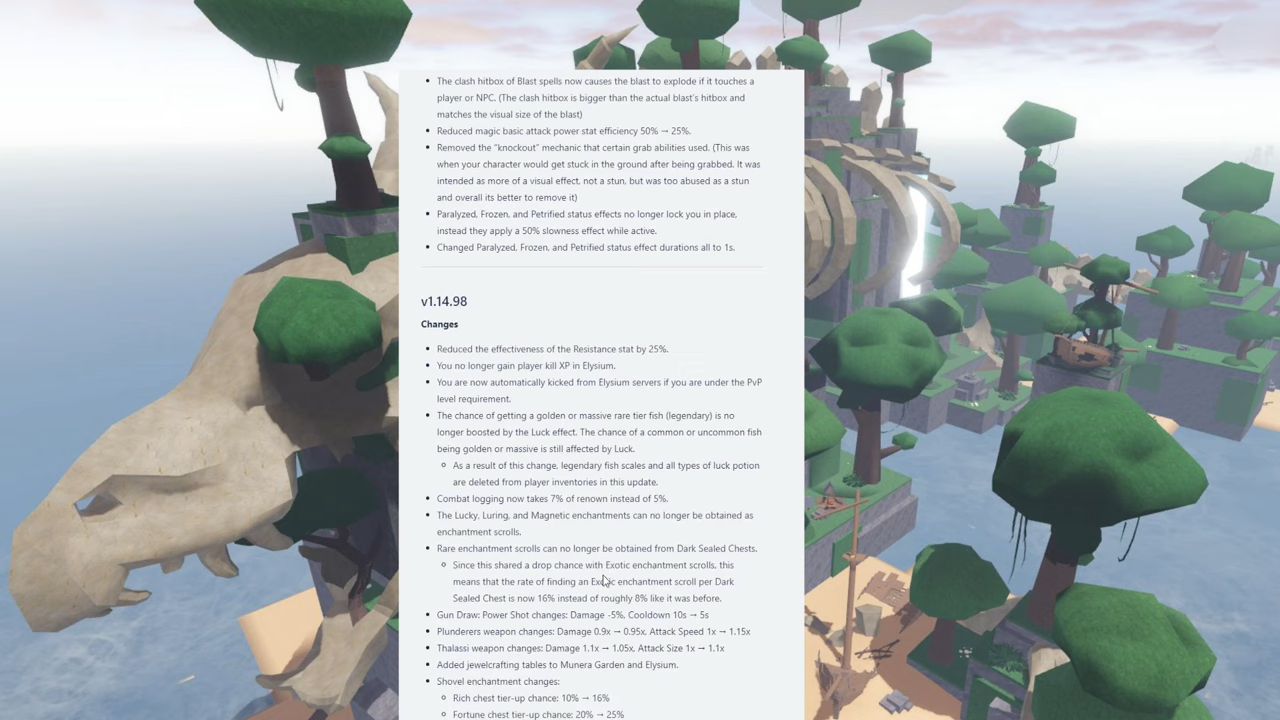 The clash hitbox of Blast spells now causes the blast to explode if it touches a
player or NPC. (The clash hitbox is bigger than the actual blast's hitbox and
matches the visual size of the blast)
Reduced magic basic attack power stat efficiency 50% → 25%.
Removed the "knockout" mechanic that certain grab abilities used. (This was
when your character would get stuck in the ground after being grabbed. It was
intended as more of a visual effect, not a stun, but was too abused as a stun
and overall its better to remove it)
Paralyzed, Frozen, and Petrified status effects no longer lock you in place,
instead they apply a 50% slowness effect while active.
Changed Paralyzed, Frozen, and Petrified status effect durations all to 1s.
v1.14.98
Changes
Reduced the effectiveness of the Resistance stat by 25%.
You no longer gain player kill XP in Elysium.
You are now automatically kicked from Elysium servers if you are under the PvP
level requirement.
The chance of getting a golden or massive rare tier fish (legendary) is no
longer boosted by the Luck effect. The chance of a common or uncommon fish
being golden or massive is still affected by Luck.
As a result of this change, legendary fish scales and all types of luck potion
are deleted from player inventories in this update.
Combat logging now takes 7% of renown instead of 5%.
The Lucky, Luring, and Magnetic enchantments can no longer be obtained as
enchantment scrolls.
Rare enchantment scrolls can no longer be obtained from Dark Sealed Chests.
Since this shared a drop chance with Exotic enchantment scrolls, this
means that the rate of finding an Exotic enchantment scroll per Dark
Sealed Chest is now 16% instead of roughly 8% like it was before.
Gun Draw: Power Shot changes: Damage -5%, Cooldown 10s → 5s
Plunderers weapon changes: Damage 0.9x → 0.95x, Attack Speed 1x → 1.15x
Thalassi weapon changes: Damage 1.1x → 1.05x, Attack Size 1x → 1.1x
Added jewelcrafting tables to Munera Garden and Elysium.
Shovel enchantment changes:
Rich chest tier-up chance: 10% → 16%
Fortune chest tier-up chance: 20% → 25%